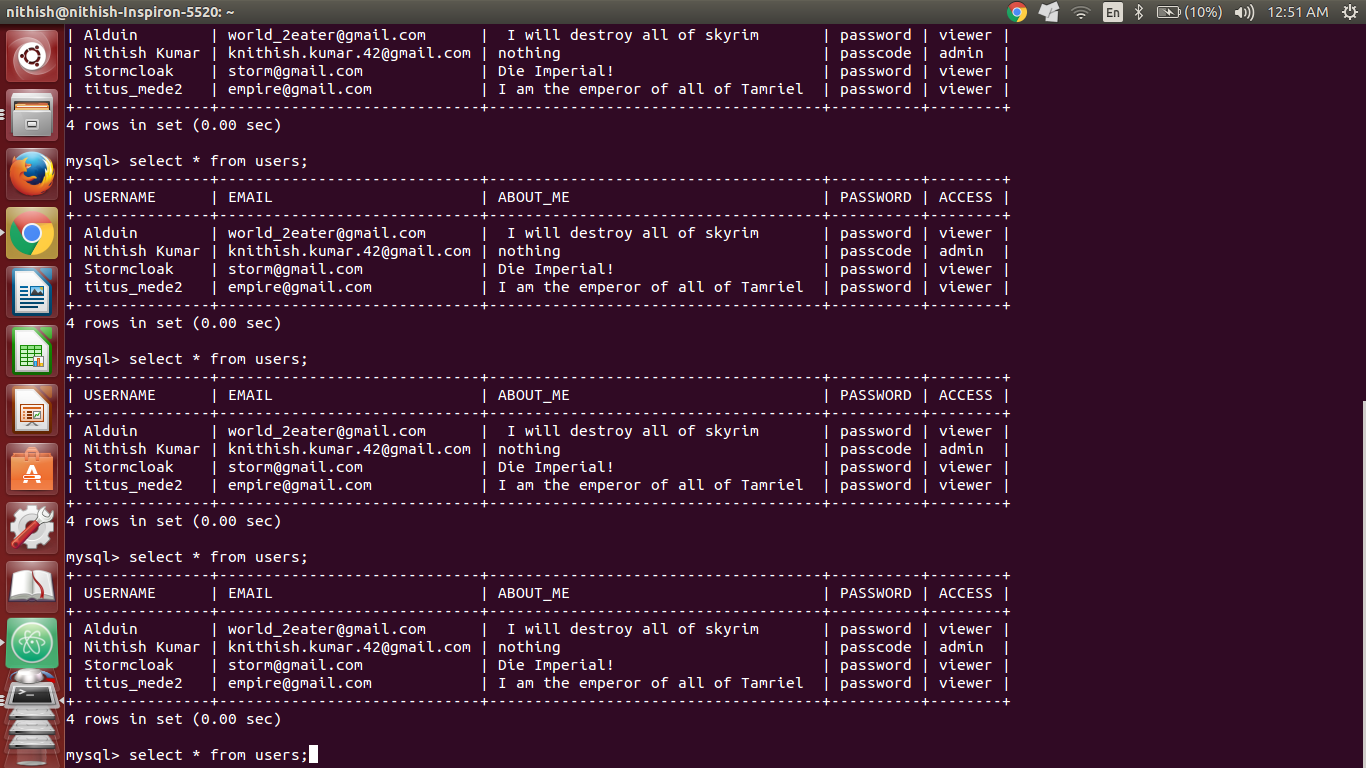 nithish@nithish-Inspiron-5520: ~ En (10%) 12:51 AM
| Alduin        | world_2eater@gmail.com      |  I will destroy all of skyrim       | password | viewer |
| Nithish Kumar | knithish.kumar.42@gmail.com | nothing                             | passcode | admin  |
| Stormcloak    | storm@gmail.com             | Die Imperial!                       | password | viewer |
| titus_mede2   | empire@gmail.com            | I am the emperor of all of Tamriel  | password | viewer |
+---------------+-----------------------------+-------------------------------------+----------+--------+
4 rows in set (0.00 sec)
mysql> select * from users;
+---------------+-----------------------------+-------------------------------------+----------+--------+
| USERNAME      | EMAIL                       | ABOUT_ME                            | PASSWORD | ACCESS |
+---------------+-----------------------------+-------------------------------------+----------+--------+
| Alduin        | world_2eater@gmail.com      |  I will destroy all of skyrim       | password | viewer |
| Nithish Kumar | knithish.kumar.42@gmail.com | nothing                             | passcode | admin  |
| Stormcloak    | storm@gmail.com             | Die Imperial!                       | password | viewer |
| titus_mede2   | empire@gmail.com            | I am the emperor of all of Tamriel  | password | viewer |
+---------------+-----------------------------+-------------------------------------+----------+--------+
4 rows in set (0.00 sec)
mysql> select * from users;
+---------------+-----------------------------+-------------------------------------+----------+--------+
| USERNAME      | EMAIL                       | ABOUT_ME                            | PASSWORD | ACCESS |
+---------------+-----------------------------+-------------------------------------+----------+--------+
| Alduin        | world_2eater@gmail.com      |  I will destroy all of skyrim       | password | viewer |
| Nithish Kumar | knithish.kumar.42@gmail.com | nothing                             | passcode | admin  |
| Stormcloak    | storm@gmail.com             | Die Imperial!                       | password | viewer |
| titus_mede2   | empire@gmail.com            | I am the emperor of all of Tamriel  | password | viewer |
+---------------+-----------------------------+-------------------------------------+----------+--------+
4 rows in set (0.00 sec)
mysql> select * from users;
+---------------+-----------------------------+-------------------------------------+----------+--------+
| USERNAME      | EMAIL                       | ABOUT_ME                            | PASSWORD | ACCESS |
+---------------+-----------------------------+-------------------------------------+----------+--------+
| Alduin        | world_2eater@gmail.com      |  I will destroy all of skyrim       | password | viewer |
| Nithish Kumar | knithish.kumar.42@gmail.com | nothing                             | passcode | admin  |
| Stormcloak    | storm@gmail.com             | Die Imperial!                       | password | viewer |
| titus_mede2   | empire@gmail.com            | I am the emperor of all of Tamriel  | password | viewer |
+---------------+-----------------------------+-------------------------------------+----------+--------+
4 rows in set (0.00 sec)
mysql> select * from users;